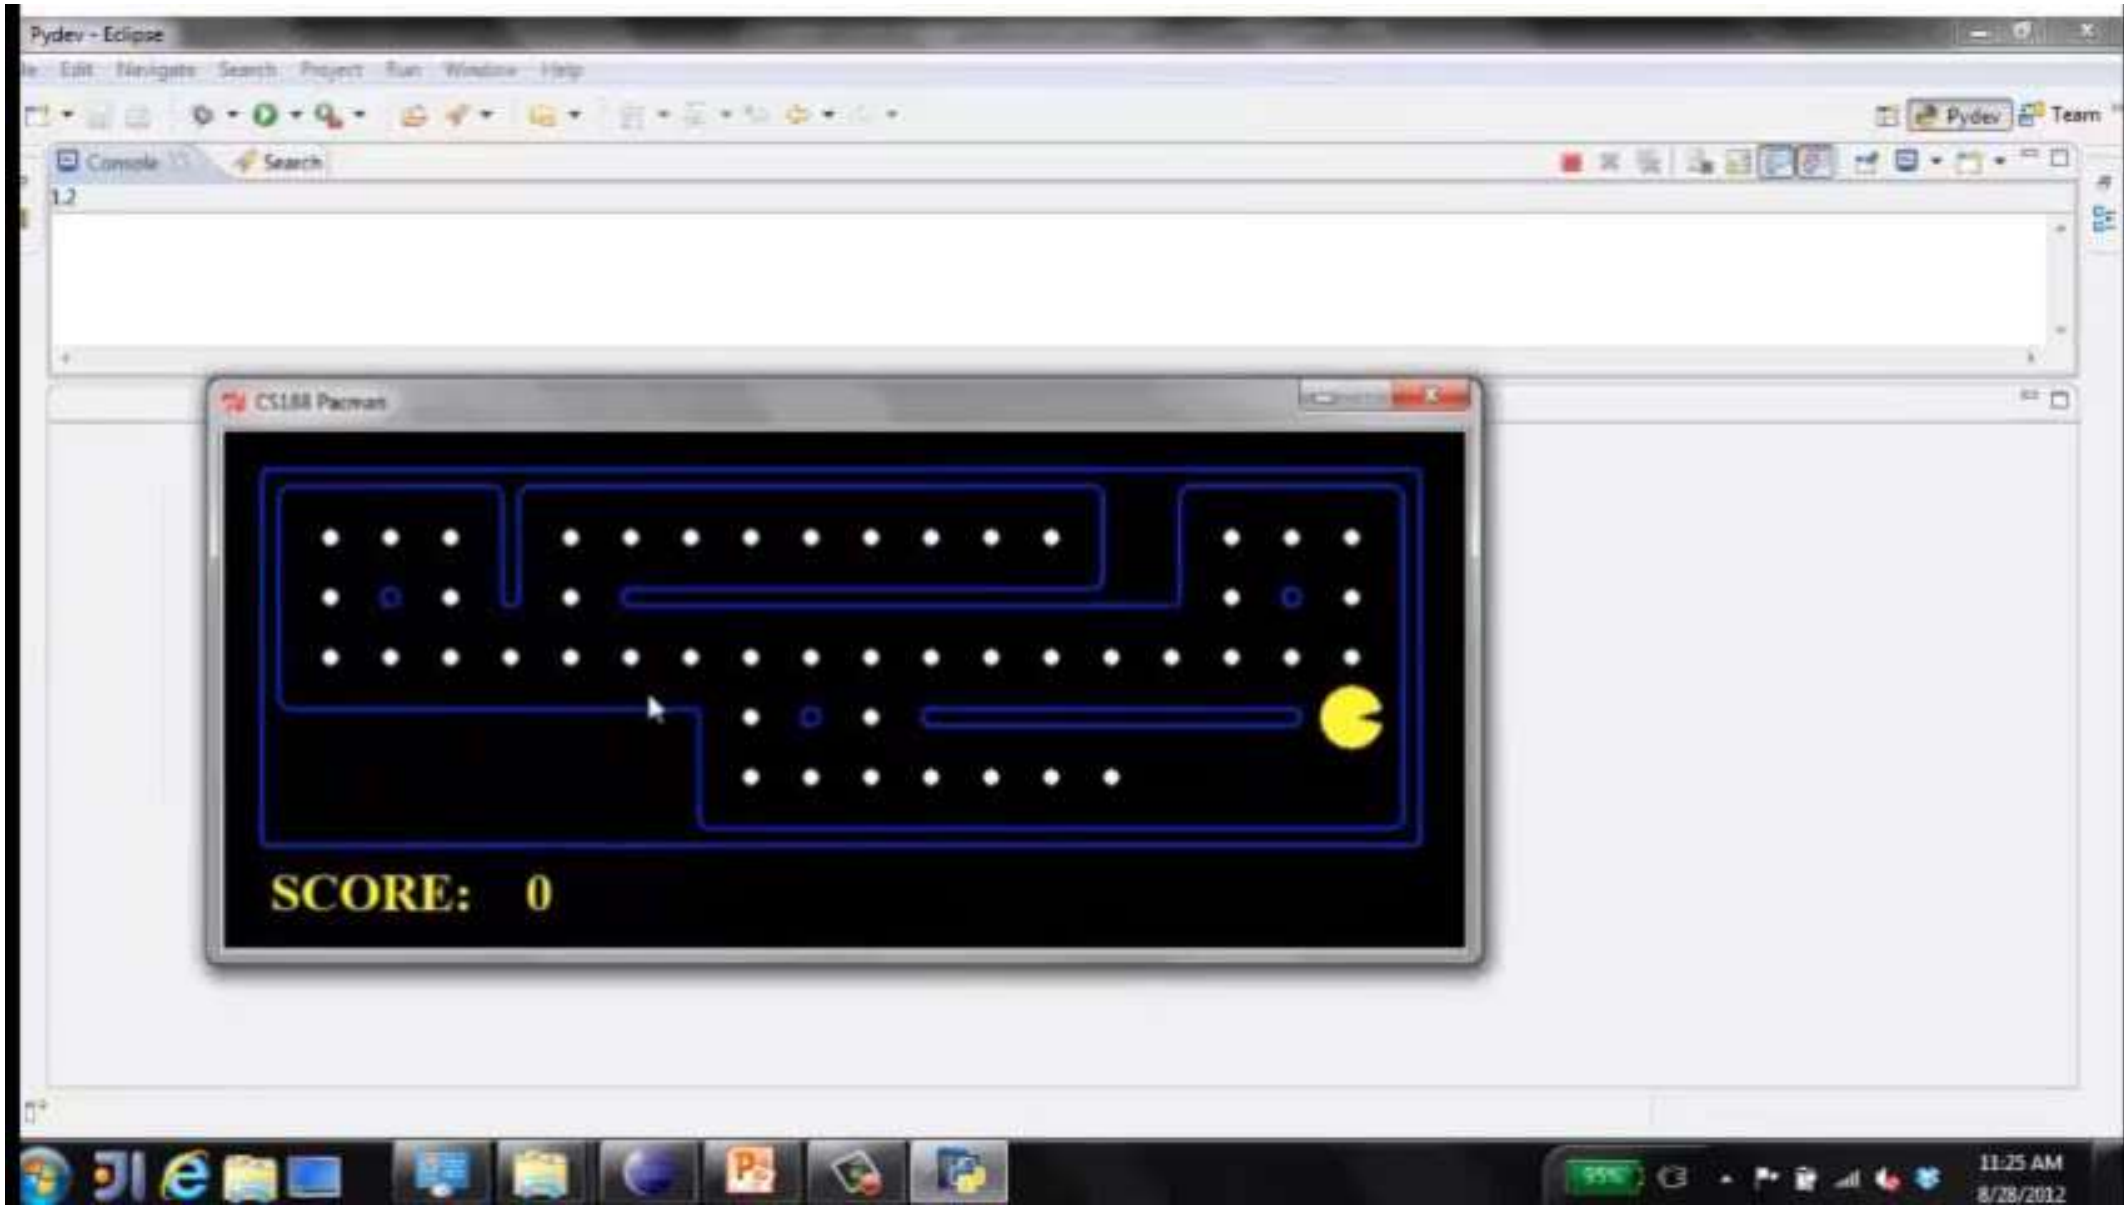 Pydev - Eclipse
Edit Navigate Search Project Run Window Help
Pydev Team
Console Search
1.2
CS188 Pacman
SCORE: 0
95%
11:25 AM
8/28/2012